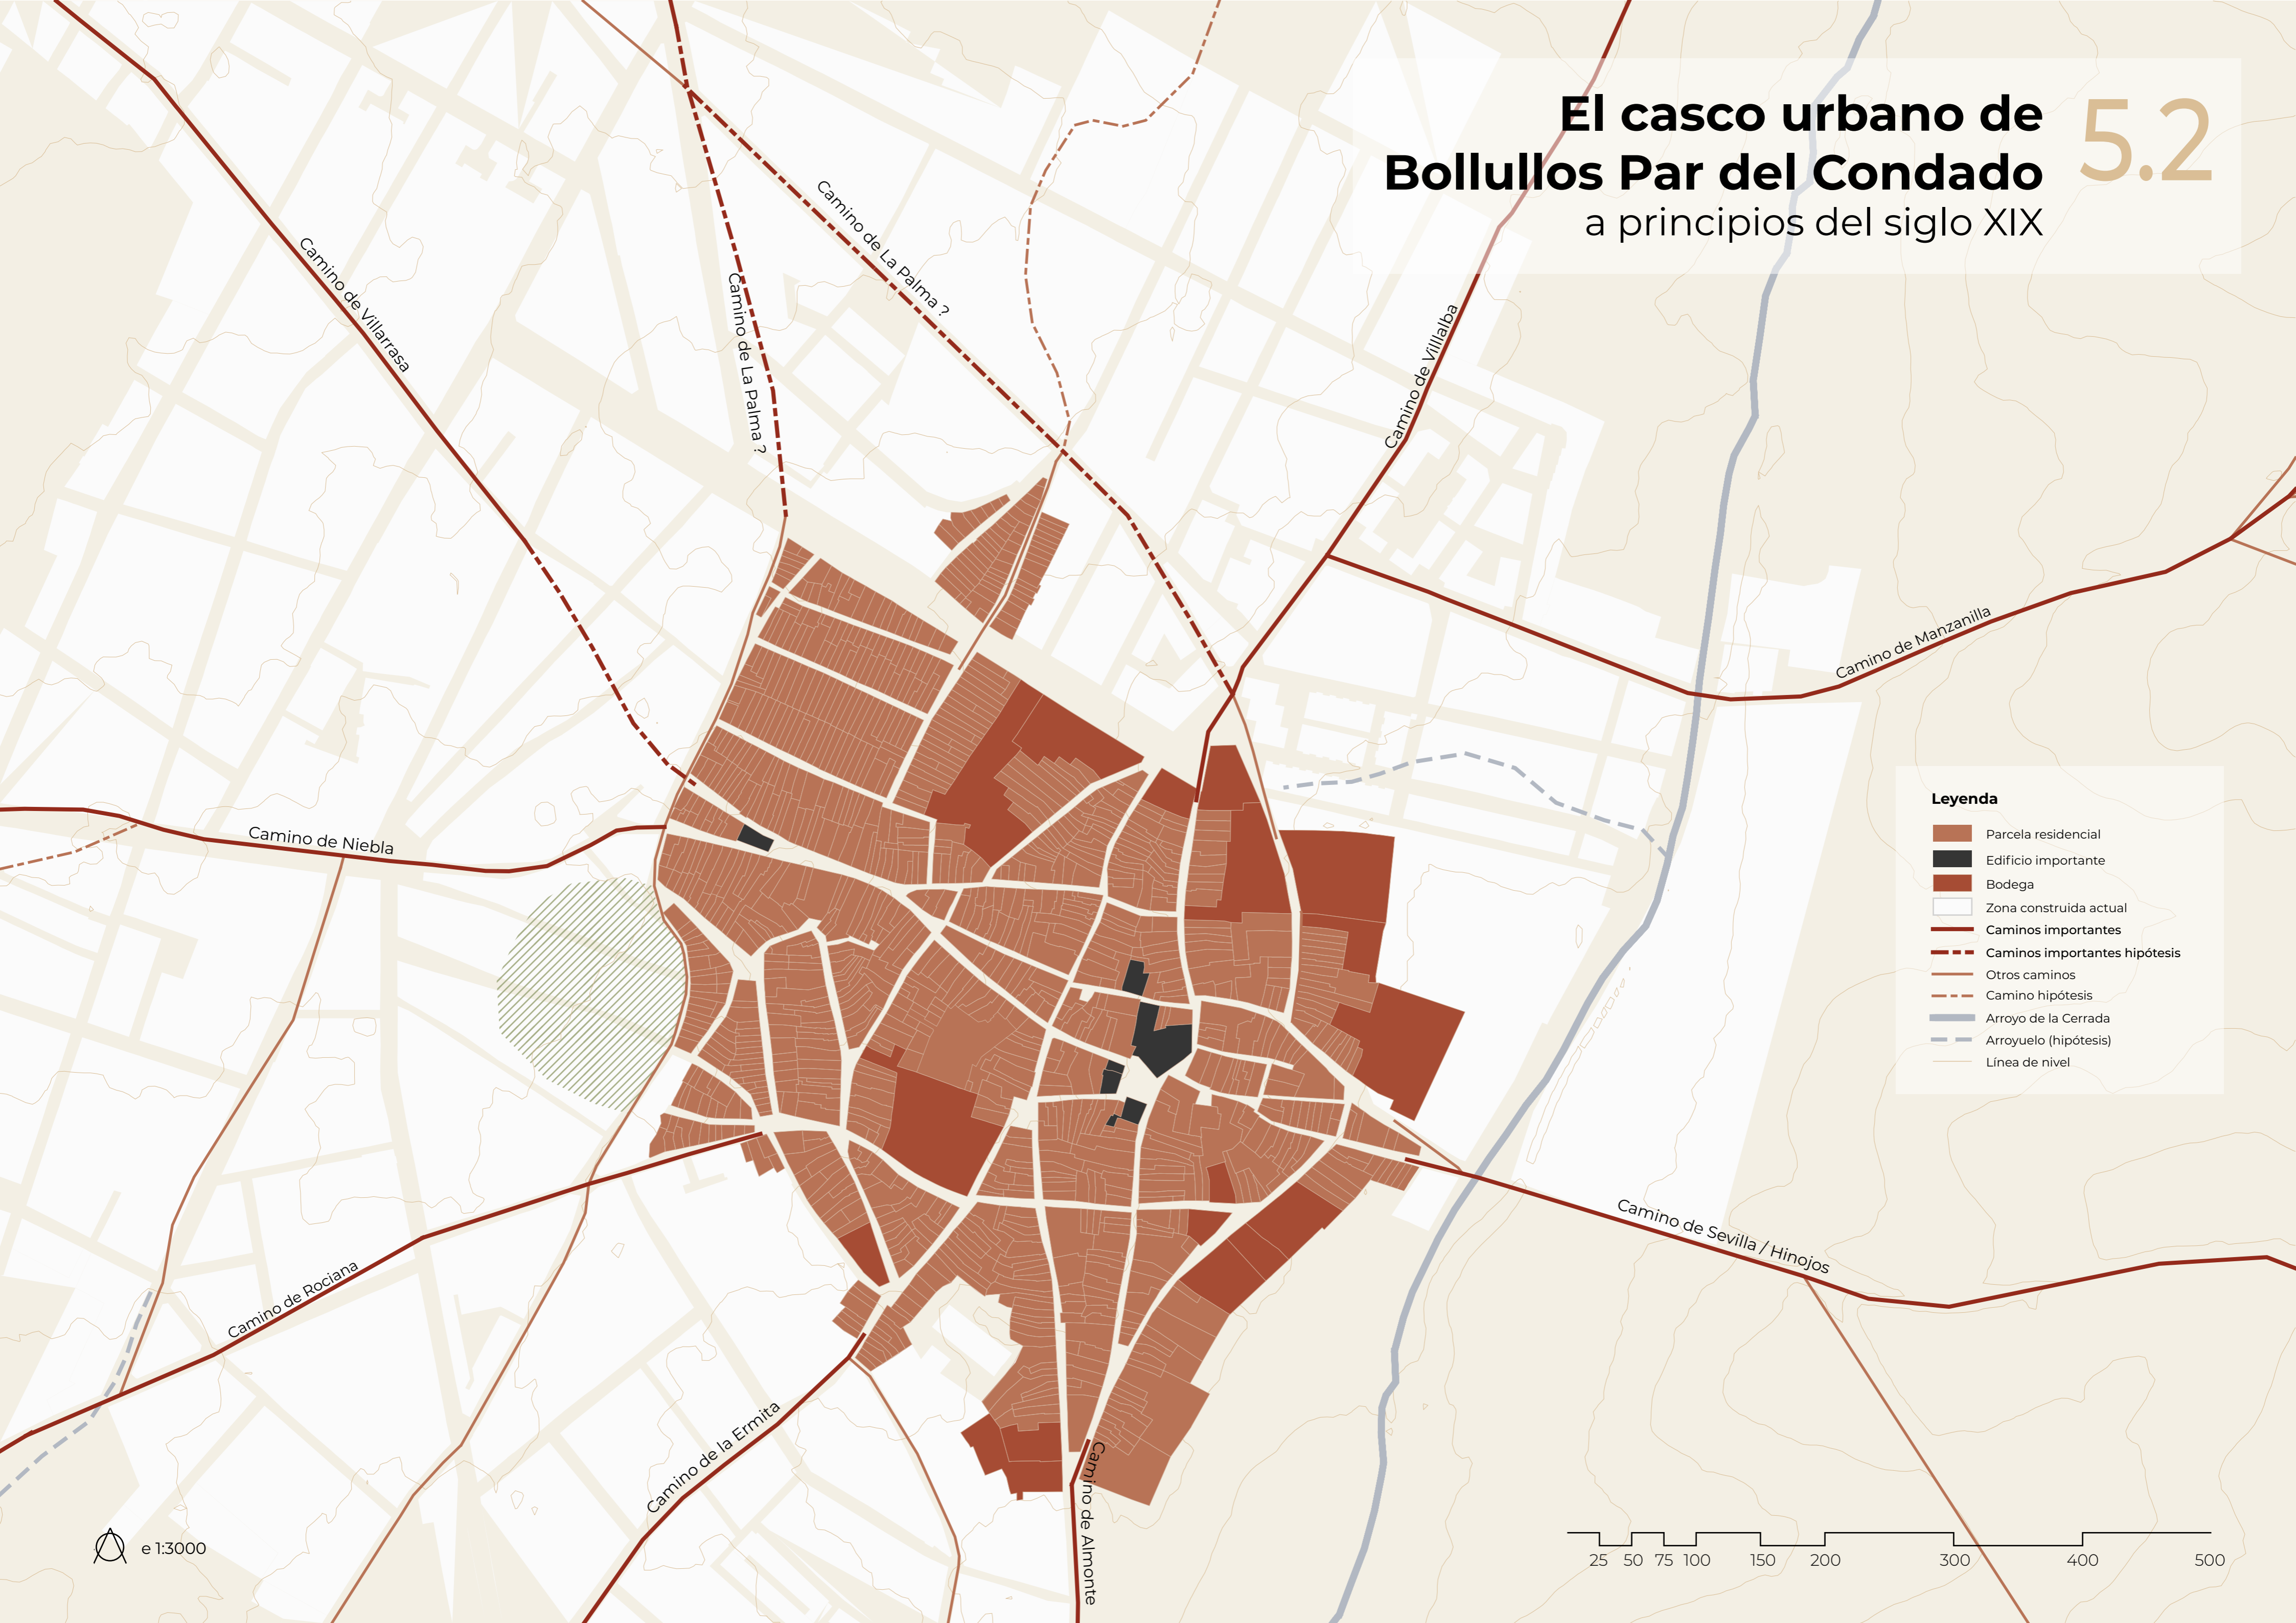 El casco urbano de
Bollullos Par del Condado
a principios del siglo XIX
5.2
Camino de Villarrasa
Camino de La Palma ?
Camino de La Palma ?
Camino de Villalba
Camino de Manzanilla
Camino de Niebla
Camino de Rociana
Camino de la Ermita
Camino de Almonte
Camino de Sevilla / Hinojos
Leyenda
Parcela residencial
Edificio importante
Bodega
Zona construida actual
Caminos importantes
Caminos importantes hipótesis
Otros caminos
Camino hipótesis
Arroyo de la Cerrada
Arroyuelo (hipótesis)
Línea de nivel
e 1:3000
25 50 75 100 150 200 300 400 500